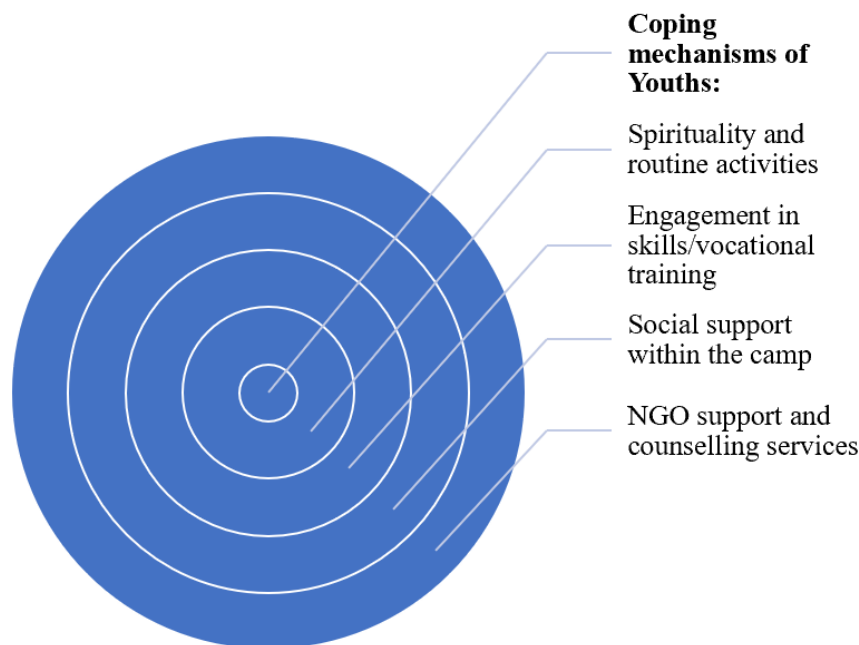 Coping
mechanisms of
Youths:
Spirituality and
routine activities
Engagement in
skills/vocational
training
Social support
within the camp
NGO support and
counselling services